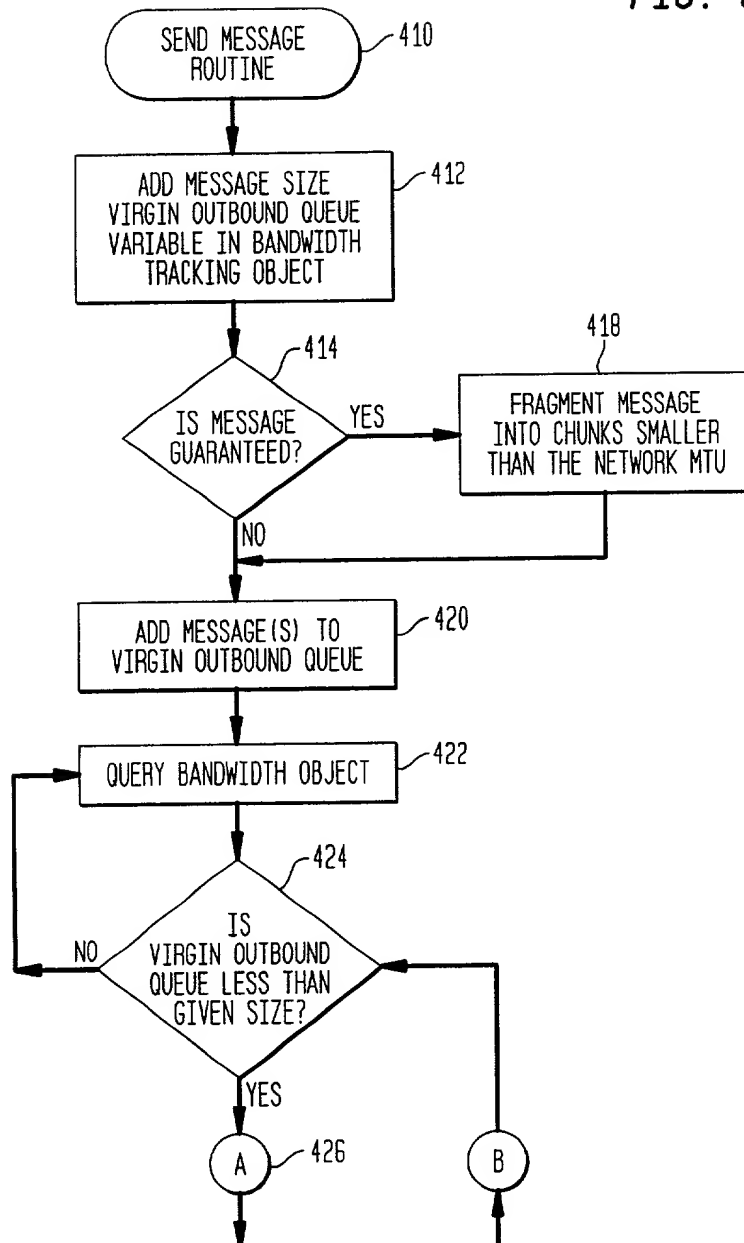 FIG.
SEND MESSAGE
ROUTINE
410
ADD MESSAGE SIZE
VIRGIN OUTBOUND QUEUE
VARIABLE IN BANDWIDTH
TRACKING OBJECT
412
414
IS MESSAGE
GUARANTEED?
YES
418
FRAGMENT MESSAGE
INTO CHUNKS SMALLER
THAN THE NETWORK MTU
NO
ADD MESSAGE(S) TO
VIRGIN OUTBOUND QUEUE
420
QUERY BANDWIDTH OBJECT
422
424
IS
VIRGIN OUTBOUND
QUEUE LESS THAN
GIVEN SIZE?
NO
YES
A
426
B